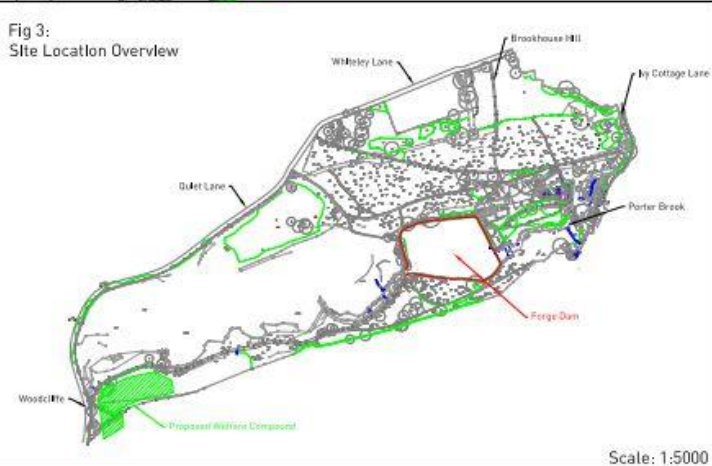 Fig 3:
Site Location Overview
Brookhouse Hill
Whiteley Lane
Ivy Cottage Lane
Quiet Lane
Porter Brook
Forge Dam
Woodcliffe
Proposed Welfare Compound
Scale: 1:5000